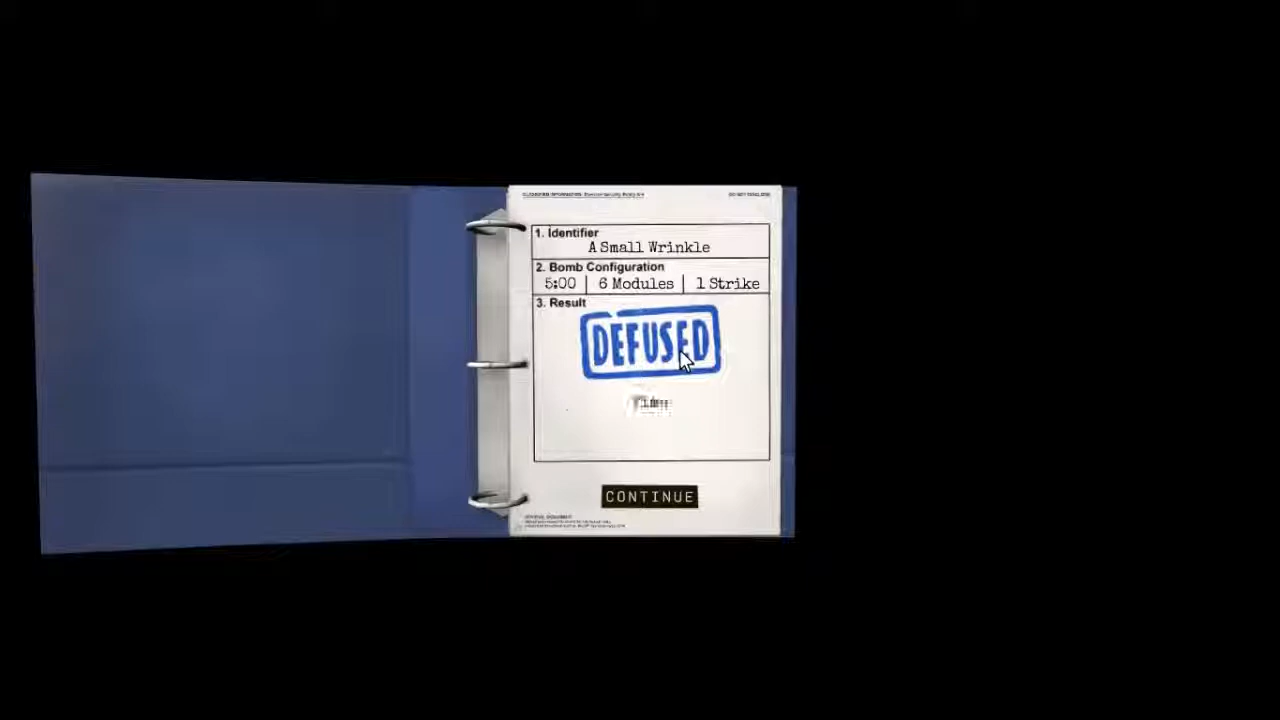 1. Identifier
A Small Wrinkle
2. Bomb Configuration
5:00 | 6 Modules | 1 Strike
3. Result
DEFUSED
CONTINUE